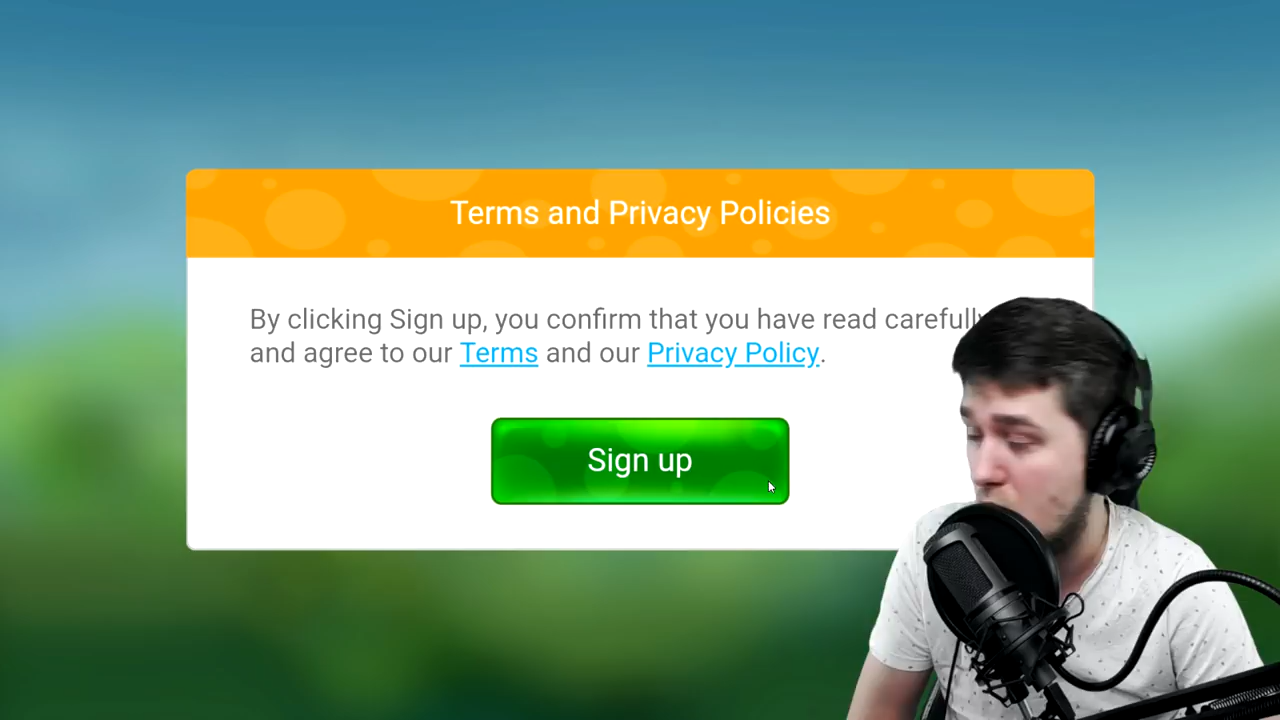 Terms and Privacy Policies
By clicking Sign up, you confirm that you have read carefully
and agree to our Terms and our Privacy Policy.
Sign up